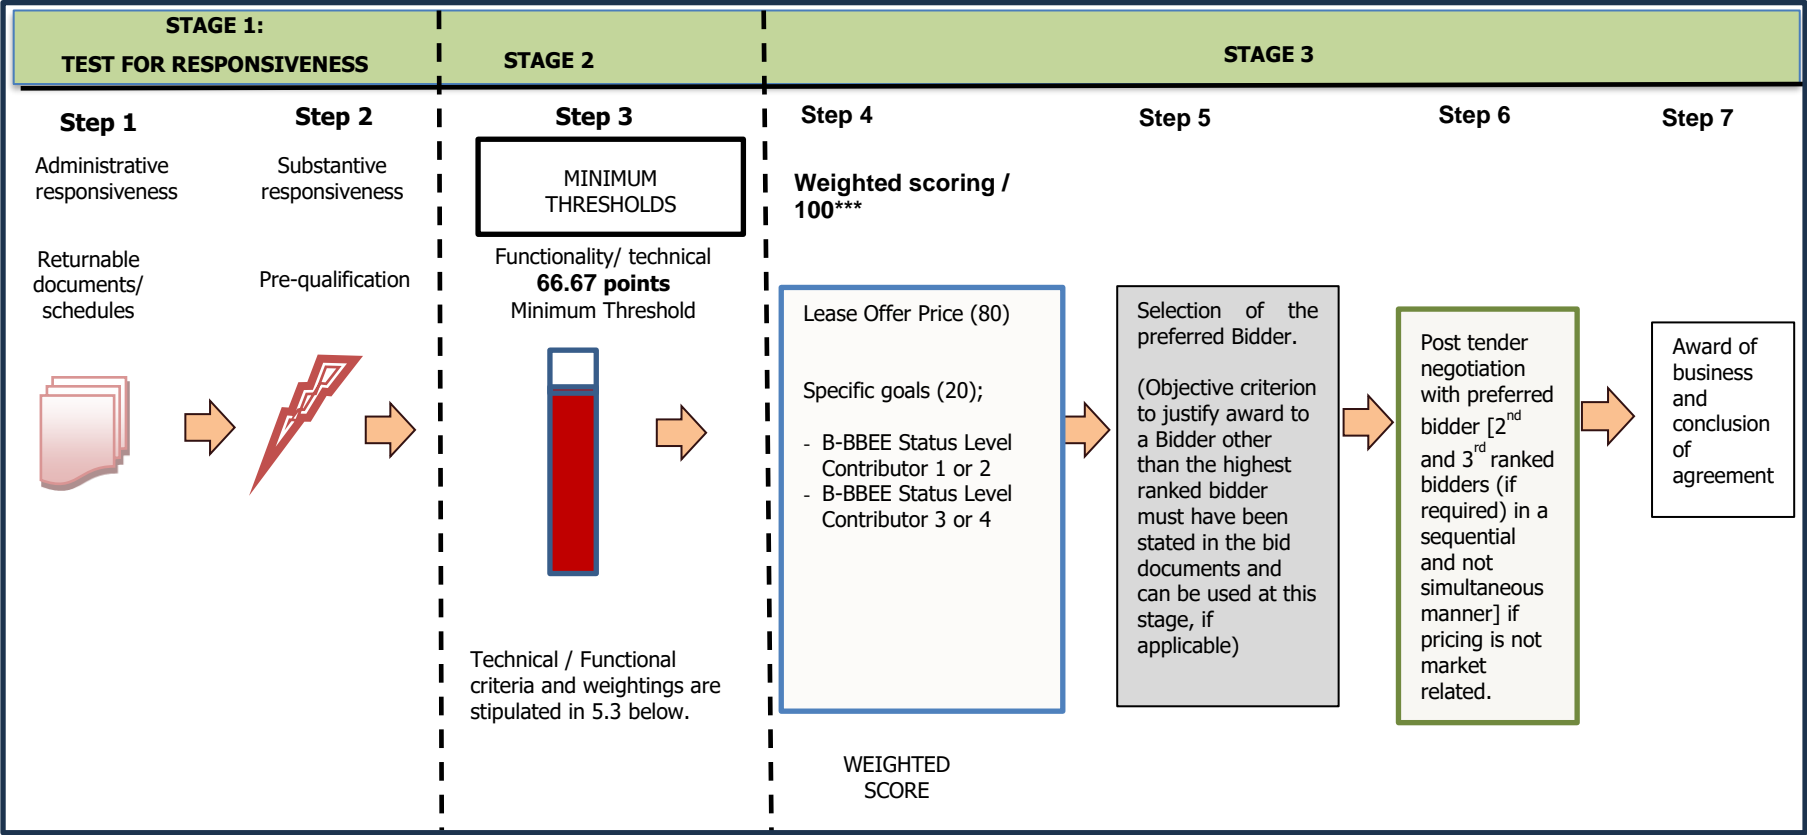 STAGE 1:
TEST FOR RESPONSIVENESS
STAGE 2
STAGE 3
Step 1
Administrative
responsiveness
Returnable
documents/
schedules
Step 2
Substantive
responsiveness
Pre-qualification
Step 3
MINIMUM
THRESHOLDS
Functionality/ technical
66.67 points
Minimum Threshold
Technical / Functional
criteria and weightings are
stipulated in 5.3 below.
Step 4
Weighted scoring /
100***
Lease Offer Price (80)
Specific goals (20);
- B-BBEE Status Level
Contributor 1 or 2
- B-BBEE Status Level
Contributor 3 or 4
WEIGHTED
SCORE
Step 5
Selection of the
preferred Bidder.
(Objective criterion
to justify award to
a Bidder other
than the highest
ranked bidder
must have been
stated in the bid
documents and
can be used at this
stage, if
applicable)
Step 6
Post tender
negotiation
with preferred
bidder [2nd
and 3rd ranked
bidders (if
required) in a
sequential
and not
simultaneous
manner] if
pricing is not
market
related.
Step 7
Award of
business
and
conclusion
of
agreement